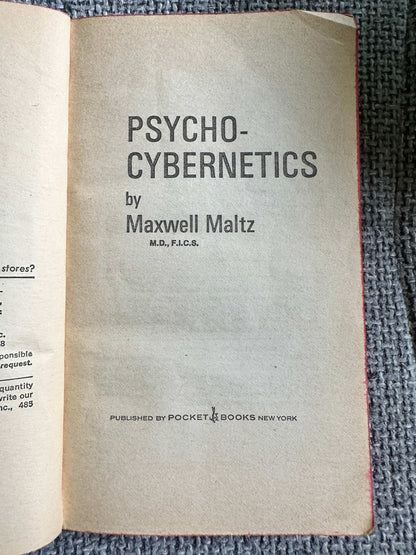 stores?
c.
8
ponsible
request.
quantity
write our
nc., 485
PSYCHO-
CYBERNETICS
by
Maxwell Maltz
M.D., F.I.C.S.
PUBLISHED BY POCKET BOOKS NEW YORK